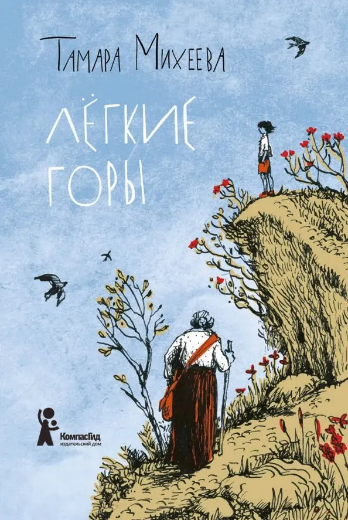 Тамара Михеева
ЛЁГКИЕ
ГОРЫ
КомпасГид
издательский дом